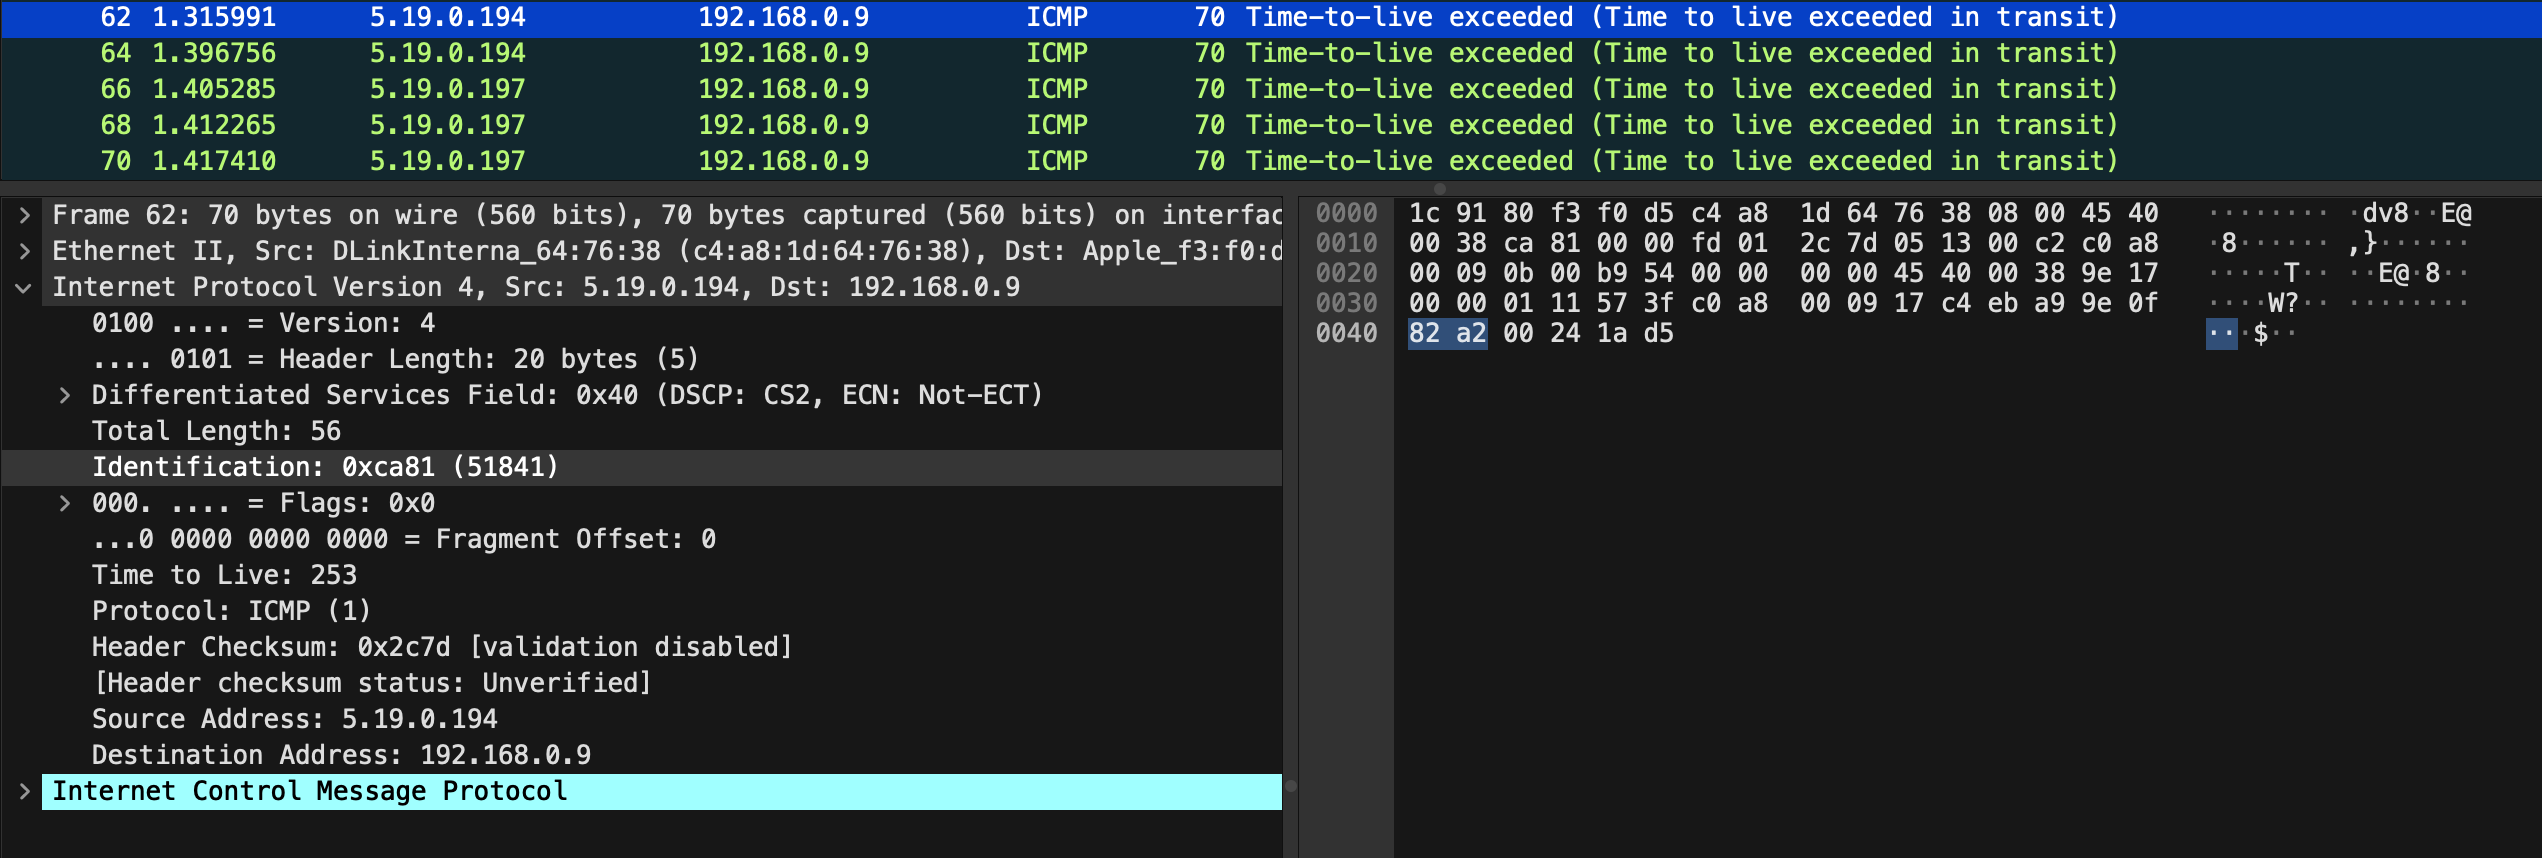 62 1.315991 5.19.0.194 192.168.0.9 ICMP 70 Time-to-live exceeded (Time to live exceeded in transit)
64 1.396756 5.19.0.194 192.168.0.9 ICMP 70 Time-to-live exceeded (Time to live exceeded in transit)
66 1.405285 5.19.0.197 192.168.0.9 ICMP 70 Time-to-live exceeded (Time to live exceeded in transit)
68 1.412265 5.19.0.197 192.168.0.9 ICMP 70 Time-to-live exceeded (Time to live exceeded in transit)
70 1.417410 5.19.0.197 192.168.0.9 ICMP 70 Time-to-live exceeded (Time to live exceeded in transit)
Frame 62: 70 bytes on wire (560 bits), 70 bytes captured (560 bits) on interfac
Ethernet II, Src: DLinkInterna_64:76:38 (c4:a8:1d:64:76:38), Dst: Apple_f3:f0:d
Internet Protocol Version 4, Src: 5.19.0.194, Dst: 192.168.0.9
0100 .... = Version: 4
.... 0101 = Header Length: 20 bytes (5)
Differentiated Services Field: 0x40 (DSCP: CS2, ECN: Not-ECT)
Total Length: 56
Identification: 0xca81 (51841)
000. .... = Flags: 0x0
...0 0000 0000 0000 = Fragment Offset: 0
Time to Live: 253
Protocol: ICMP (1)
Header Checksum: 0x2c7d [validation disabled]
[Header checksum status: Unverified]
Source Address: 5.19.0.194
Destination Address: 192.168.0.9
Internet Control Message Protocol
0000 1c 91 80 f3 f0 d5 c4 a8 1d 64 76 38 08 00 45 40 ········ ·dv8··E@
0010 00 38 ca 81 00 00 fd 01 2c 7d 05 13 00 c2 c0 a8 ·8······ ,}······
0020 00 09 0b 00 b9 54 00 00 00 00 45 40 00 38 9e 17 ·····T·· ··E@·8··
0030 00 00 01 11 57 3f c0 a8 00 09 17 c4 eb a9 9e 0f ····W?·· ········
0040 82 a2 00 24 1a d5 ···$··